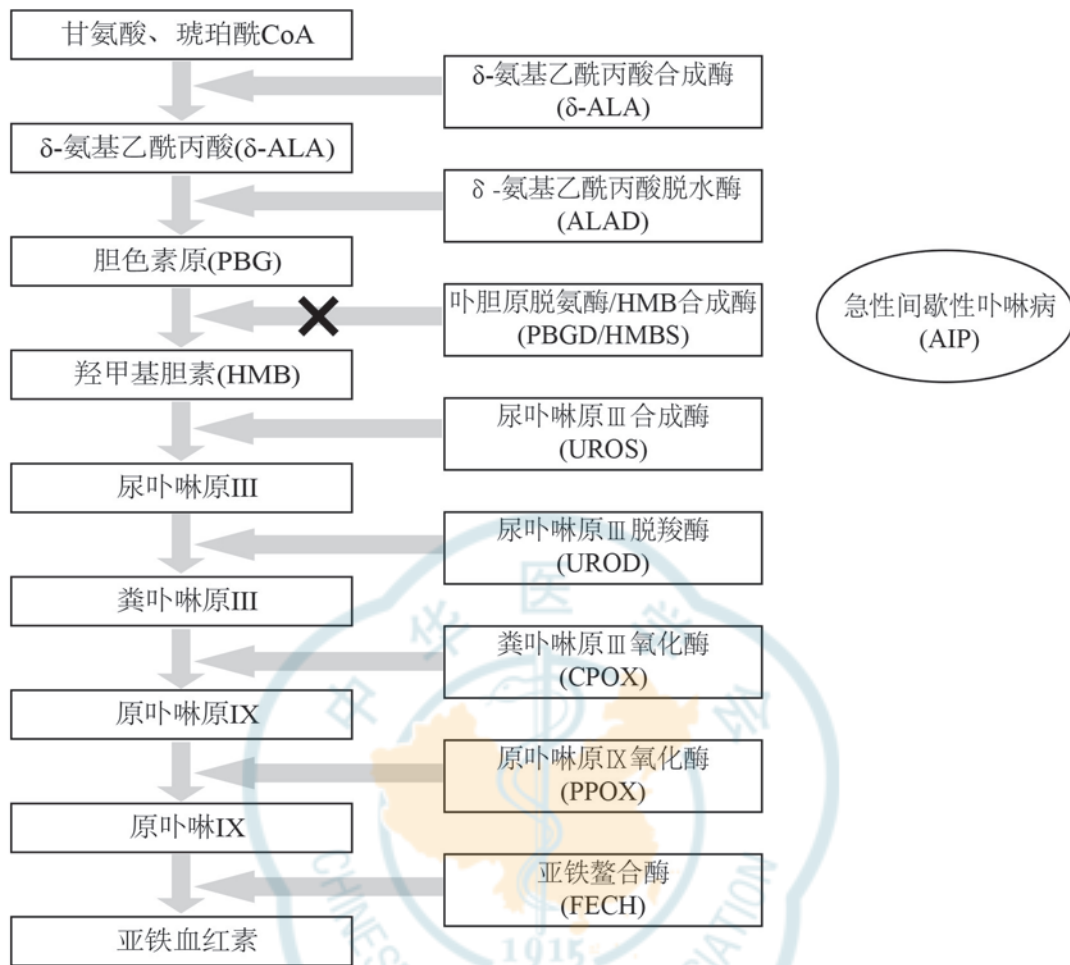 甘氨酸、琥珀酰CoA
δ-氨基乙酰丙酸合成酶
(δ-ALA)
δ-氨基乙酰丙酸(δ-ALA)
δ-氨基乙酰丙酸脱水酶
(ALAD)
胆色素原(PBG)
卟胆原脱氨酶/HMB合成酶
(PBGD/HMBS)
急性间歇性卟啉病
(AIP)
羟甲基胆素(HMB)
尿卟啉原Ⅲ合成酶
(UROS)
尿卟啉原III
尿卟啉原Ⅲ脱羧酶
(UROD)
粪卟啉原III
粪卟啉原Ⅲ氧化酶
(CPOX)
原卟啉原IX
原卟啉原Ⅸ氧化酶
(PPOX)
原卟啉IX
亚铁螯合酶
(FECH)
亚铁血红素
中华医学会
1915